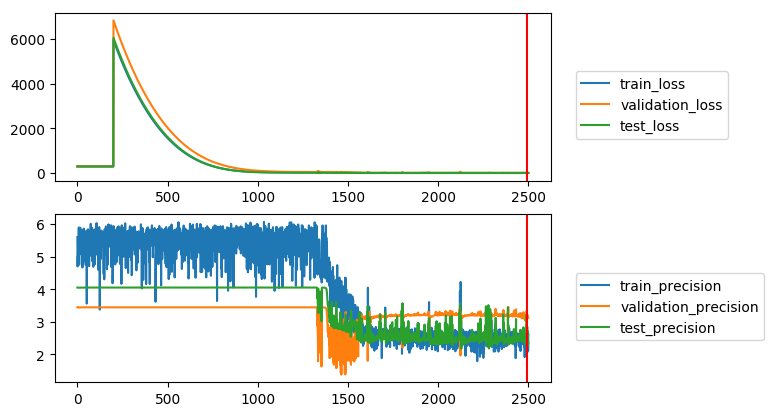 6000
4000
2000
0
0 500 1000 1500 2000 2500
train_loss
validation_loss
test_loss
6
5
4
3
2
0 500 1000 1500 2000 2500
train_precision
validation_precision
test_precision